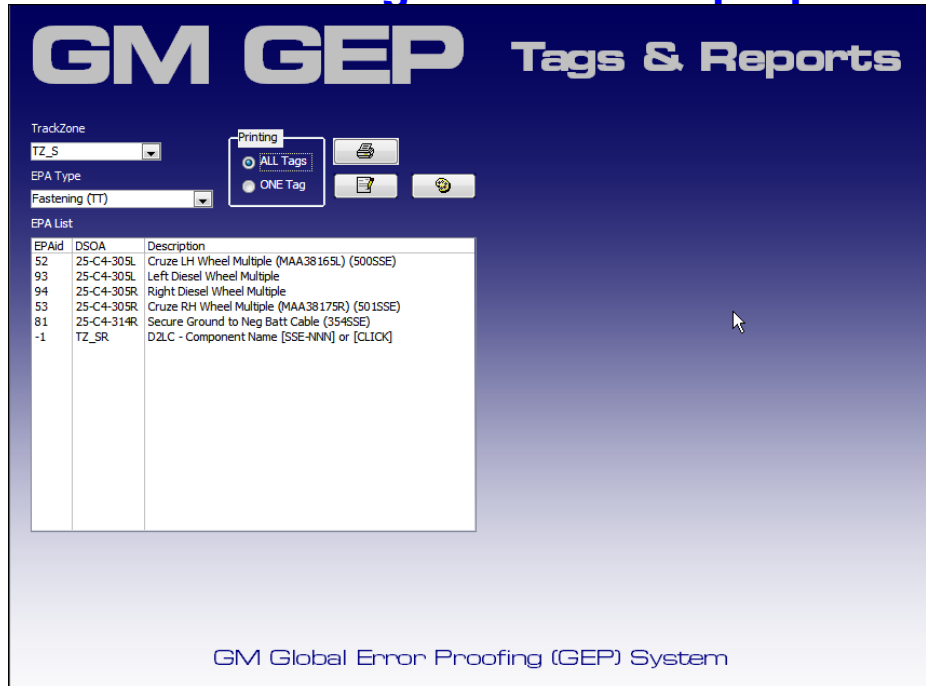 GM GEP Tags & Reports
TrackZone
TZ_S
EPA Type
Fastening (TT)
Printing
ALL Tags
ONE Tag
EPA List
EPAid DSOA Description
52 25-C4-305L Cruze LH Wheel Multiple (MAA38165L) (500SSE)
93 25-C4-305L Left Diesel Wheel Multiple
94 25-C4-305R Right Diesel Wheel Multiple
53 25-C4-305R Cruze RH Wheel Multiple (MAA38175R) (501SSE)
81 25-C4-314R Secure Ground to Neg Batt Cable (354SSE)
-1 TZ_SR D2LC - Component Name [SSE-NNN] or [CLICK]
GM Global Error Proofing (GEP) System